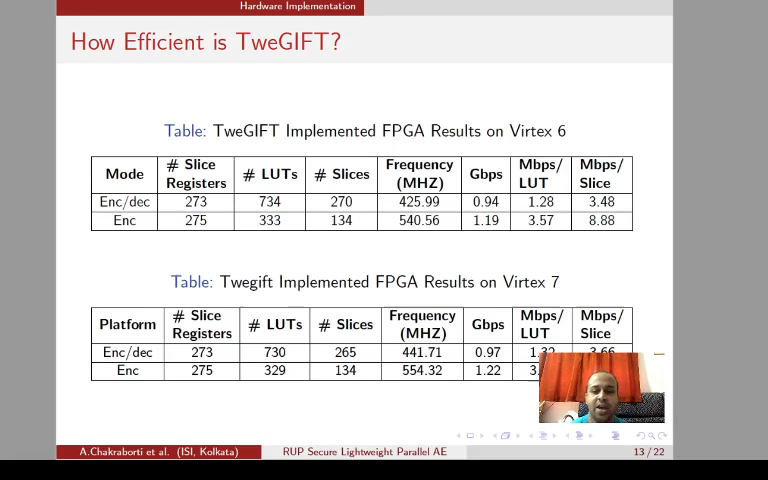 Hardware Implementation
How Efficient is TweGIFT?
Table: TweGIFT Implemented FPGA Results on Virtex 6
Mode # Slice Registers # LUTs # Slices Frequency (MHZ) Gbps Mbps/ LUT Mbps/ Slice
Enc/dec 273 734 270 425.99 0.94 1.28 3.48
Enc 275 333 134 540.56 1.19 3.57 8.88
Table: Twegift Implemented FPGA Results on Virtex 7
Platform # Slice Registers # LUTs # Slices Frequency (MHZ) Gbps Mbps/ LUT Mbps/ Slice
Enc/dec 273 730 265 441.71 0.97 1.32 3.66
Enc 275 329 134 554.32 1.22
A.Chakraborti et al. (ISI, Kolkata) RUP Secure Lightweight Parallel AE 13 / 22